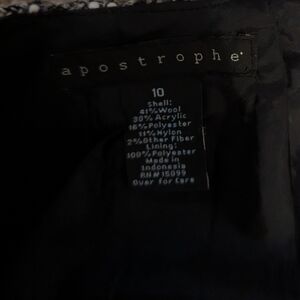 apostrophe
10
Shell:
41%Wool
30% Acrylic
16%Polyester
11%Nylon
2%Other Fiber
Lining:
100%Polyester
Made in
Indonesia
RN#15099
Over for Care